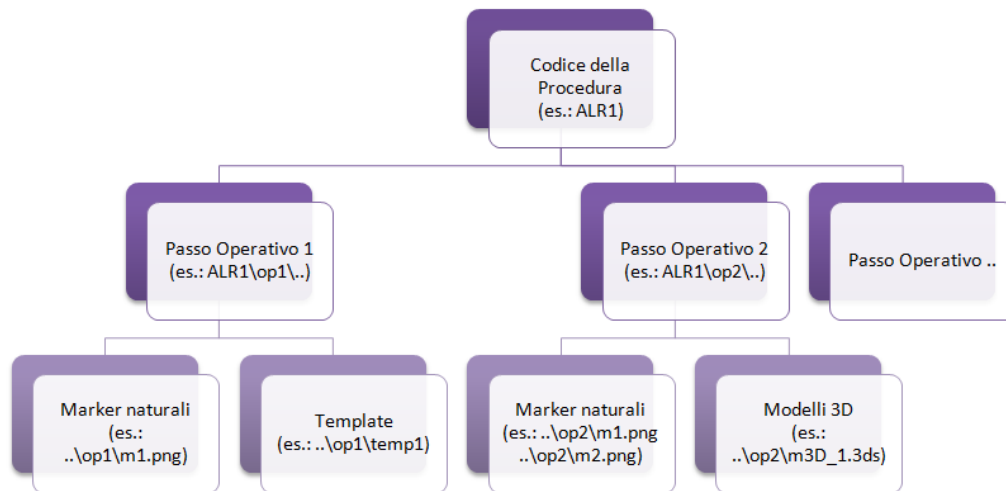 Codice della
Procedura
(es.: ALR1)
Passo Operativo 1
(es.: ALR1\op1\..)
Passo Operativo 2
(es.: ALR1\op2\..)
Passo Operativo ..
Marker naturali
(es.:
..\op1\m1.png)
Template
(es.: ..\op1\temp1)
Marker naturali
(es.: ..\op2\m1.png
..\op2\m2.png)
Modelli 3D
(es.:
..\op2\m3D_1.3ds)